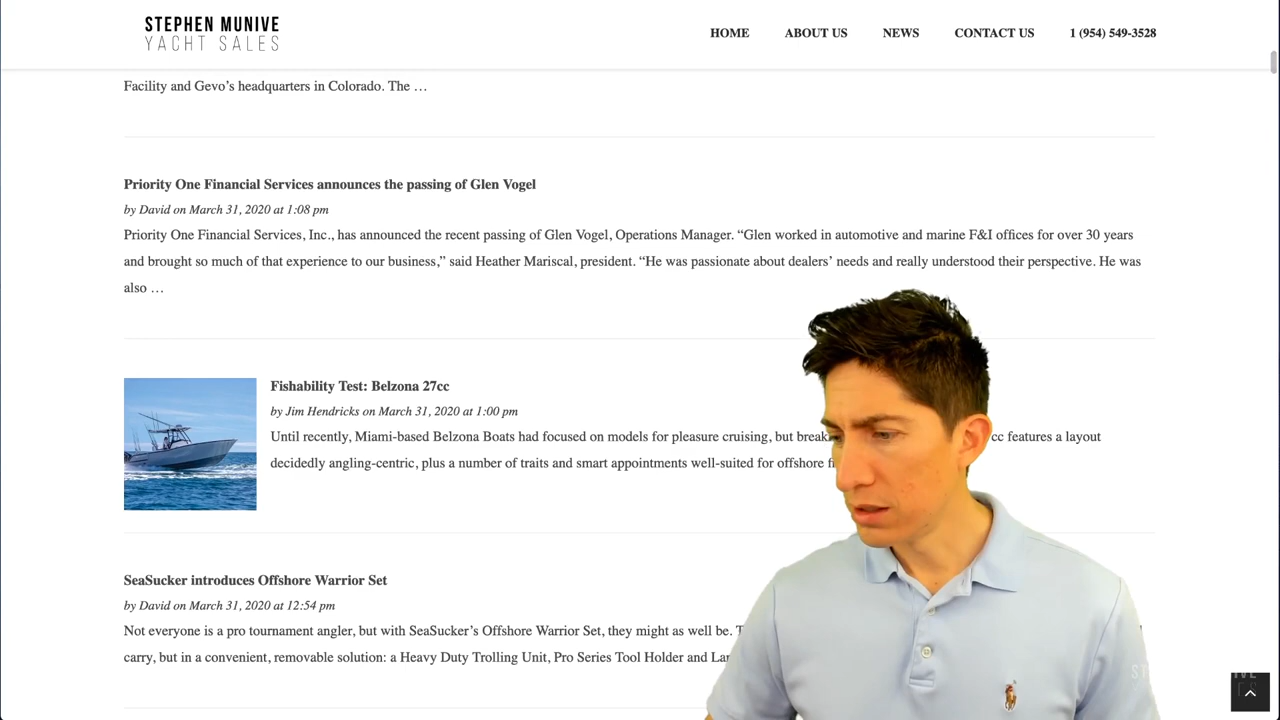 STEPHEN MUNIVE
YACHT SALES
HOME ABOUT US NEWS CONTACT US 1 (954) 549-3528
Facility and Gevo’s headquarters in Colorado. The …
Priority One Financial Services announces the passing of Glen Vogel
by David on March 31, 2020 at 1:08 pm
Priority One Financial Services, Inc., has announced the recent passing of Glen Vogel, Operations Manager. “Glen worked in automotive and marine F&I offices for over 30 years
and brought so much of that experience to our business,” said Heather Mariscal, president. “He was passionate about dealers’ needs and really understood their perspective. He was
also …
Fishability Test: Belzona 27cc
by Jim Hendricks on March 31, 2020 at 1:00 pm
Until recently, Miami-based Belzona Boats had focused on models for pleasure cruising, but cc features a layout
decidedly angling-centric, plus a number of traits and smart appointments well-suited for offshore
SeaSucker introduces Offshore Warrior Set
by David on March 31, 2020 at 12:54 pm
Not everyone is a pro tournament angler, but with SeaSucker’s Offshore Warrior Set, they might as well be.
carry, but in a convenient, removable solution: a Heavy Duty Trolling Unit, Pro Series Tool Holder and